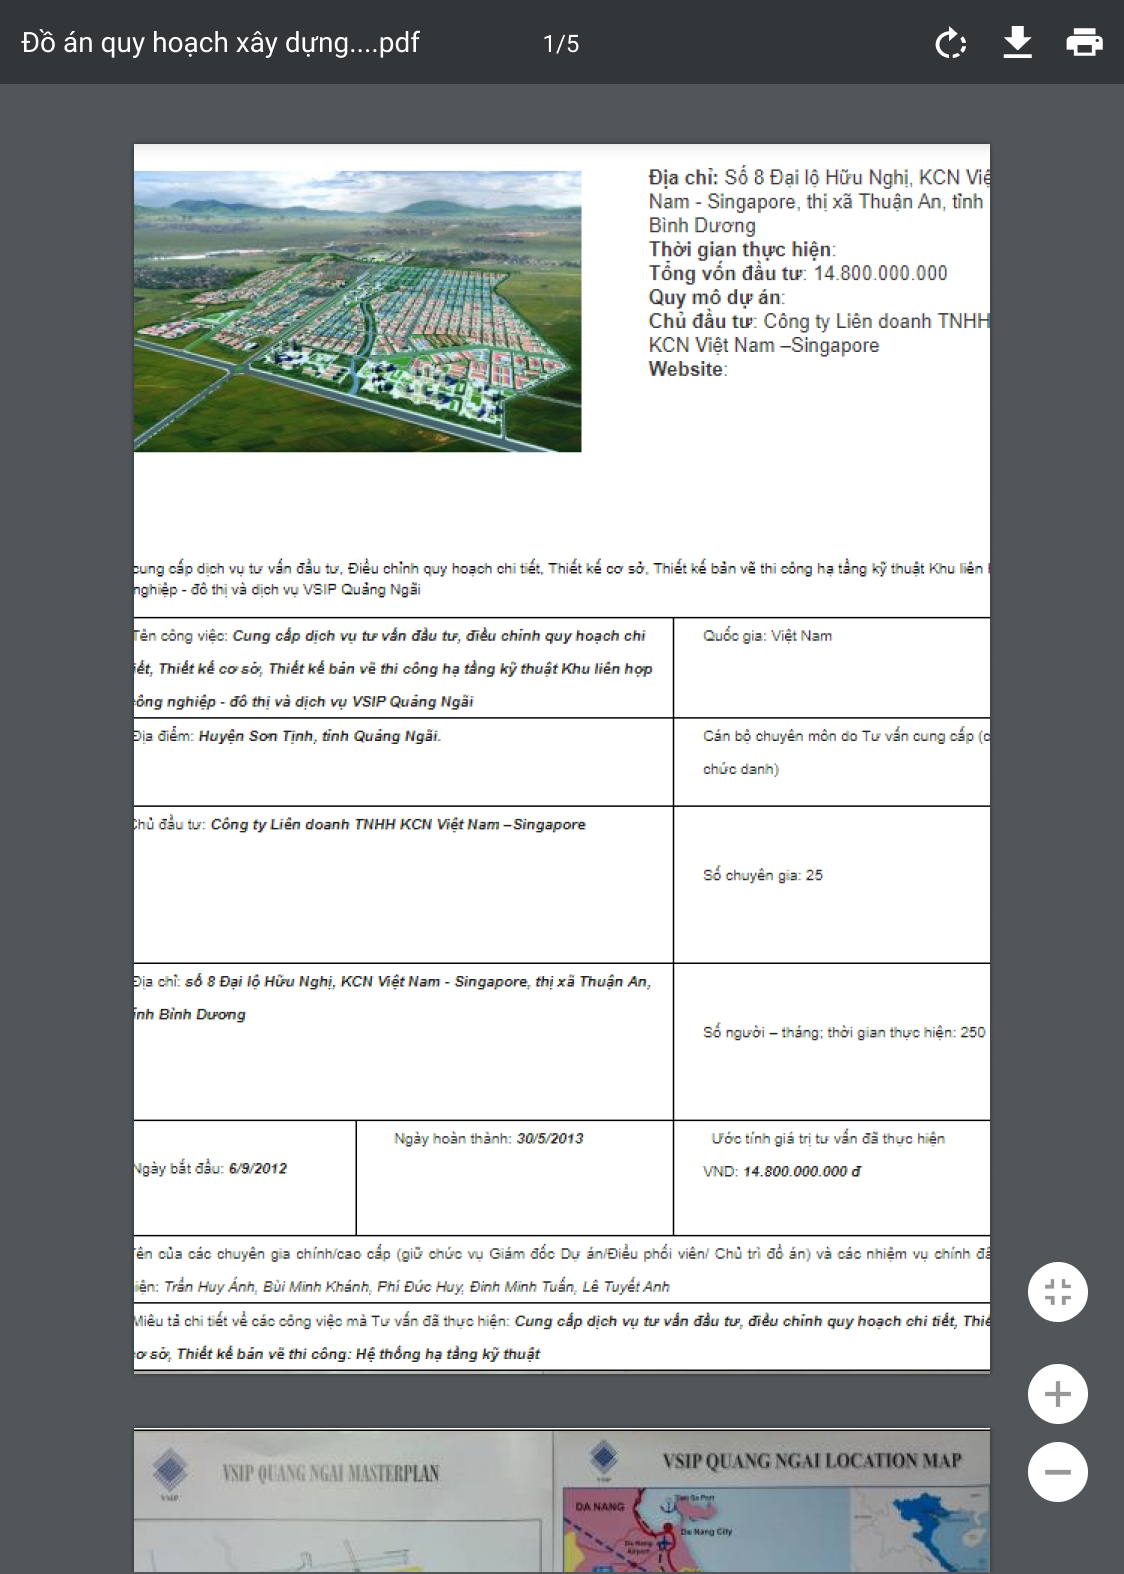 Đồ án quy hoạch xây dựng....pdf
1/5
Địa chỉ: Số 8 Đại lộ Hữu Nghị, KCN Việ
Nam - Singapore, thị xã Thuận An, tỉnh
Bình Dương
Thời gian thực hiện:
Tổng vốn đầu tư: 14.800.000.000
Quy mô dự án:
Chủ đầu tư: Công ty Liên doanh TNHH
KCN Việt Nam –Singapore
Website:
cung cấp dịch vụ tư vấn đầu tư, Điều chỉnh quy hoạch chi tiết, Thiết kế cơ sở, Thiết kế bản vẽ thi công hạ tầng kỹ thuật Khu liên h
nghiệp - đô thị và dịch vụ VSIP Quảng Ngãi
Tên công việc: Cung cấp dịch vụ tư vấn đầu tư, điều chỉnh quy hoạch chi
iết, Thiết kế cơ sở, Thiết kế bản vẽ thi công hạ tầng kỹ thuật Khu liên hợp
ông nghiệp - đô thị và dịch vụ VSIP Quảng Ngãi
Quốc gia: Việt Nam
Địa điểm: Huyện Sơn Tịnh, tỉnh Quảng Ngãi.
Cán bộ chuyên môn do Tư vấn cung cấp (c
chức danh)
Chủ đầu tư: Công ty Liên doanh TNHH KCN Việt Nam –Singapore
Số chuyên gia: 25
Địa chỉ: số 8 Đại lộ Hữu Nghị, KCN Việt Nam - Singapore, thị xã Thuận An,
ỉnh Bình Dương
Số người – tháng; thời gian thực hiện: 250
Ngày bắt đầu: 6/9/2012
Ngày hoàn thành: 30/5/2013
Ước tính giá trị tư vấn đã thực hiện
VND: 14.800.000.000 đ
Tên của các chuyên gia chính/cao cấp (giữ chức vụ Giám đốc Dự án/Điều phối viên/ Chủ trì đồ án) và các nhiệm vụ chính đã
iện: Trần Huy Ánh, Bùi Minh Khánh, Phí Đức Huy, Đinh Minh Tuấn, Lê Tuyết Anh
Miêu tả chi tiết về các công việc mà Tư vấn đã thực hiện: Cung cấp dịch vụ tư vấn đầu tư, điều chỉnh quy hoạch chi tiết, Thiế
cơ sở, Thiết kế bản vẽ thi công: Hệ thống hạ tầng kỹ thuật
VSIP
VSIP QUANG NGAI MASTERPLAN
VSIP
VSIP QUANG NGAI LOCATION MAP
DA NANG
Tien Sa Port
Da Nang City
Da Nang
Airport